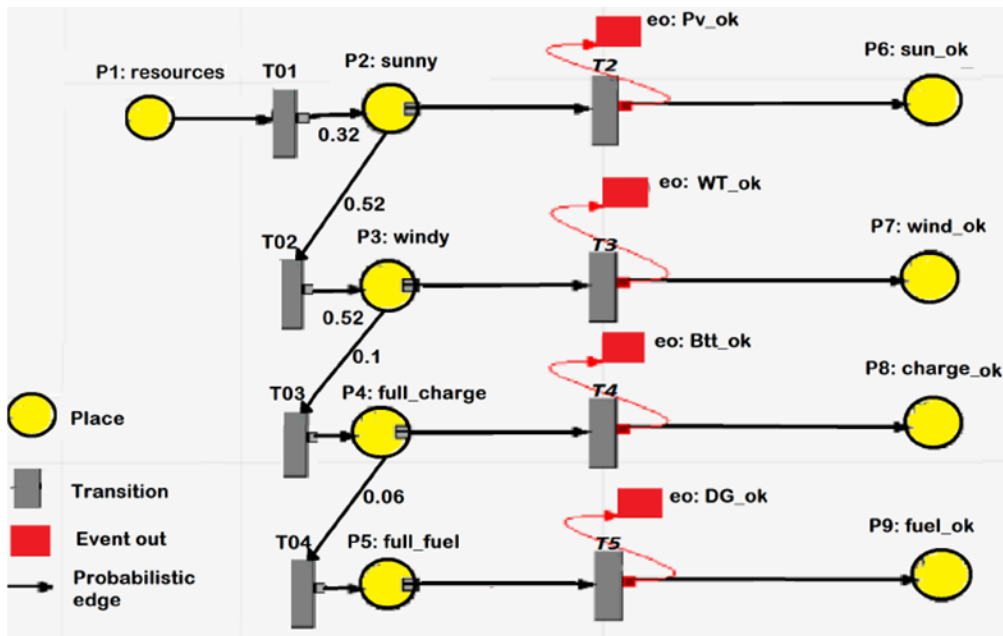 eo: Pv_ok
P6: sun_ok
P2: sunny
P1: resources
T01
T2
0.32
eo: WT_ok
0.52
P7: wind_ok
T02
P3: windy
T3
0.52
eo: Btt_ok
0.1
P8: charge_ok
T03
P4: full_charge
T4
Place
0.06
Transition
eo: DG_ok
P9: fuel_ok
Event out
T04
P5: full_fuel
T5
Probabilistic
edge